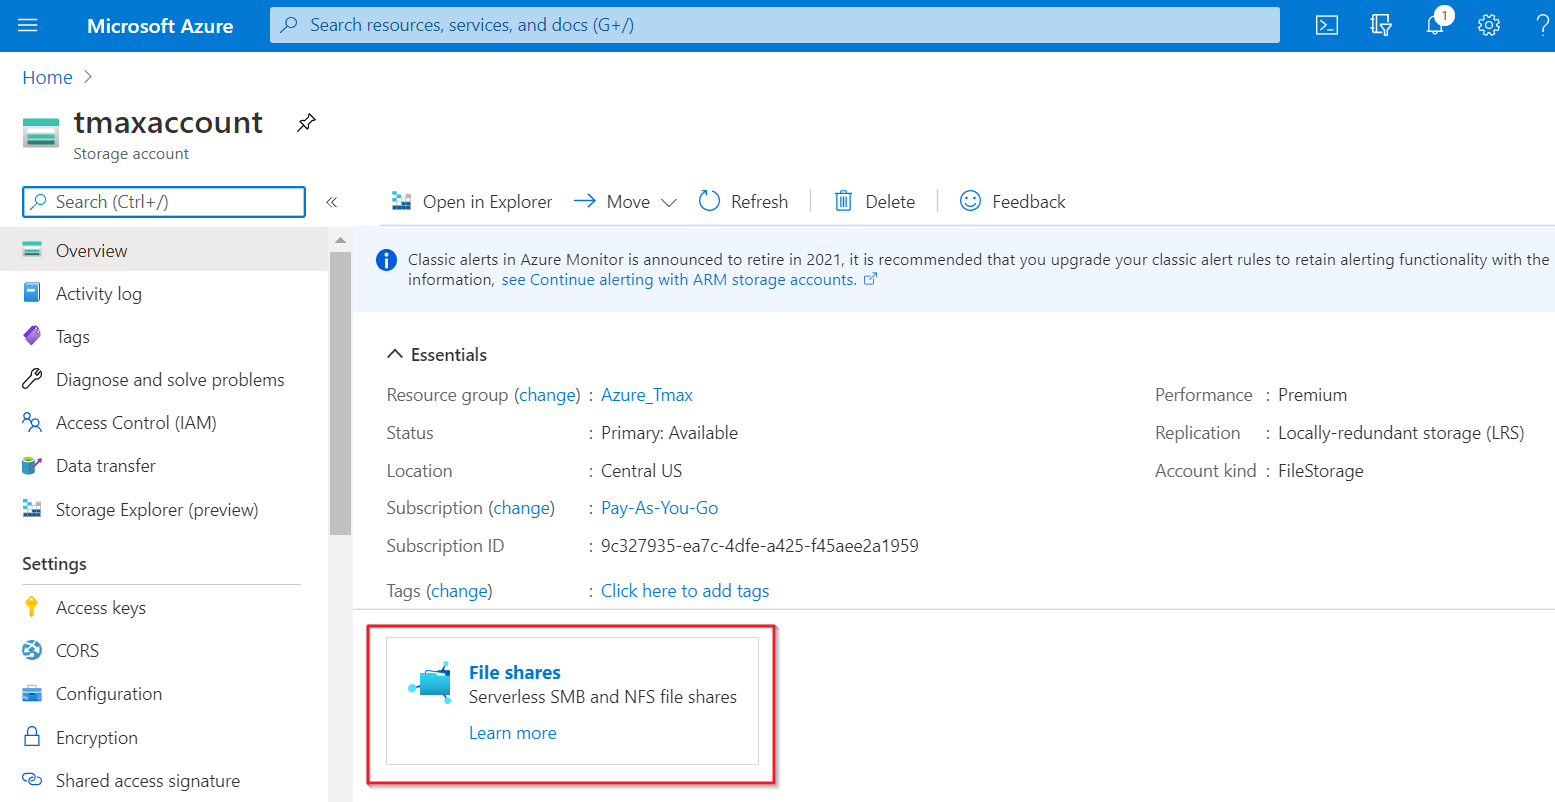 Microsoft Azure
Search resources, services, and docs (G+/)
1
?
Home >
tmaxaccount
Storage account
Search (Ctrl+/)
«
Open in Explorer
Move
Refresh
Delete
Feedback
Overview
Activity log
Tags
Diagnose and solve problems
Access Control (IAM)
Data transfer
Storage Explorer (preview)
Settings
Access keys
CORS
Configuration
Encryption
Shared access signature
Classic alerts in Azure Monitor is announced to retire in 2021, it is recommended that you upgrade your classic alert rules to retain alerting functionality with the
information, see Continue alerting with ARM storage accounts.
Essentials
Resource group (change) : Azure_Tmax
Status : Primary: Available
Location : Central US
Subscription (change) : Pay-As-You-Go
Subscription ID : 9c327935-ea7c-4dfe-a425-f45aee2a1959
Tags (change) : Click here to add tags
Performance : Premium
Replication : Locally-redundant storage (LRS)
Account kind : FileStorage
File shares
Serverless SMB and NFS file shares
Learn more